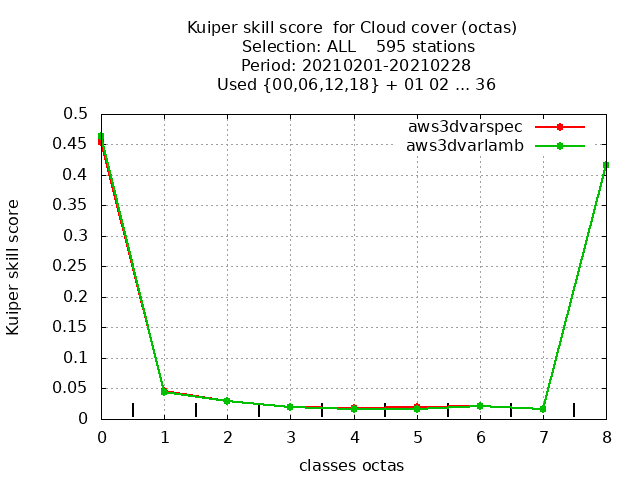 Kuiper skill score  for Cloud cover (octas)
Selection: ALL    595 stations
Period: 20210201-20210228
Used {00,06,12,18} + 01 02 ... 36
aws3dvarspec
aws3dvarlamb
0.5
0.45
0.4
0.35
0.3
0.25
0.2
0.15
0.1
0.05
0
Kuiper skill score
0 1 2 3 4 5 6 7 8
classes octas